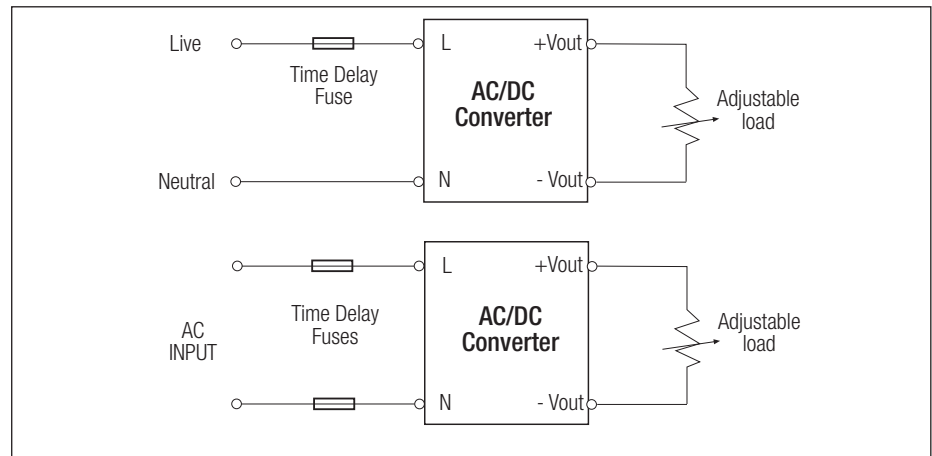 Live
L
+Vout
Time Delay
Fuse
AC/DC
Converter
Adjustable
load
Neutral
N
- Vout
L
+Vout
AC
INPUT
Time Delay
Fuses
AC/DC
Converter
Adjustable
load
N
- Vout